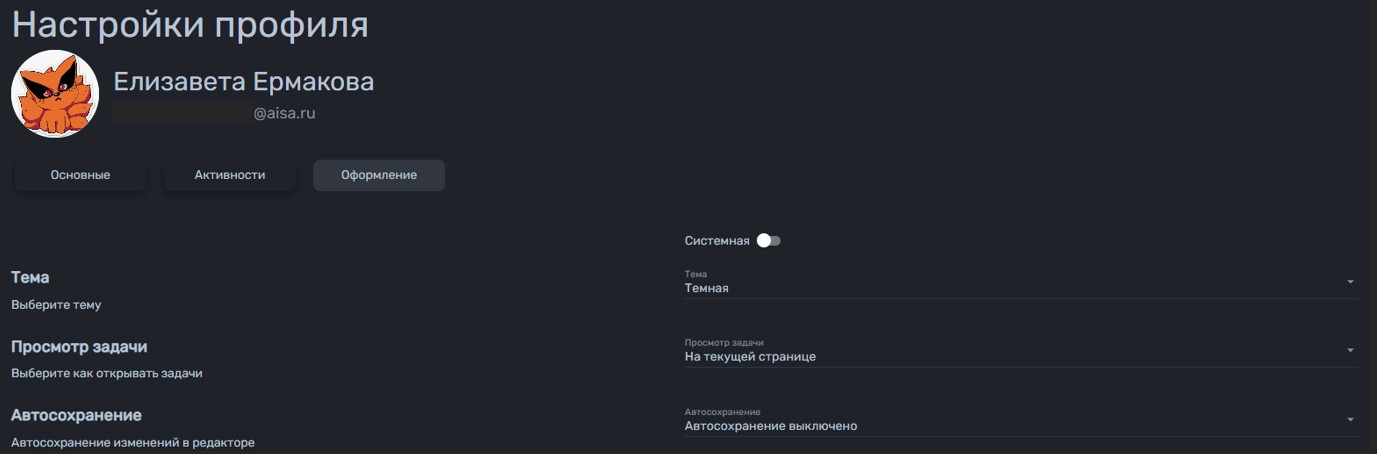 Настройки профиля
Елизавета Ермакова
@aisa.ru
Основные
Активности
Оформление
Системная
Тема
Выберите тему
Тема
Темная
Просмотр задачи
Выберите как открывать задачи
Просмотр задачи
На текущей странице
Автосохранение
Автосохранение изменений в редакторе
Автосохранение
Автосохранение выключено